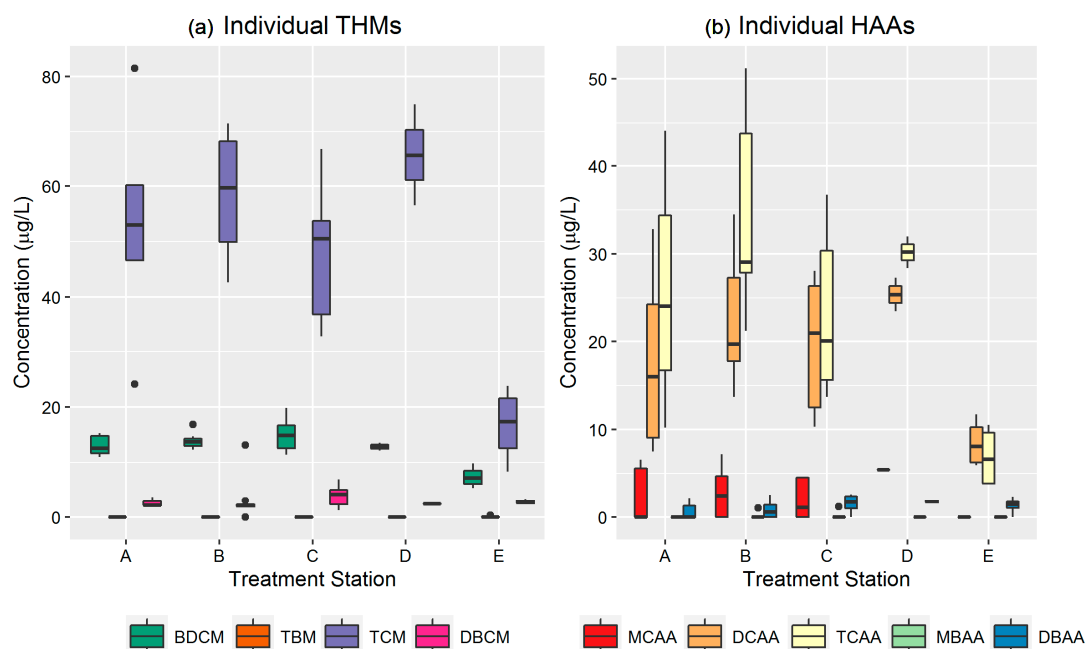 (a) Individual THMs
Concentration (µg/L)
80
60
40
20
0
A B C D E
Treatment Station
BDCM TBM TCM DBCM
(b) Individual HAAs
Concentration (µg/L)
50
40
30
20
10
0
A B C D E
Treatment Station
MCAA DCAA TCAA MBAA DBAA